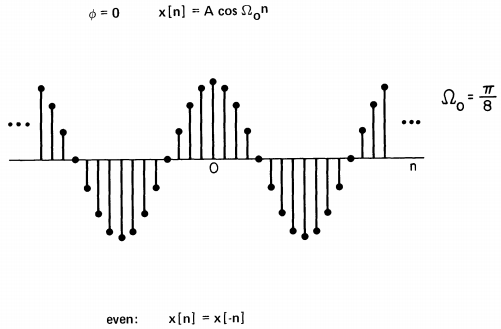 ϕ = 0 x[n] = A cos Ω₀n
Ω₀ = π/8
0
n
even: x[n] = x[-n]